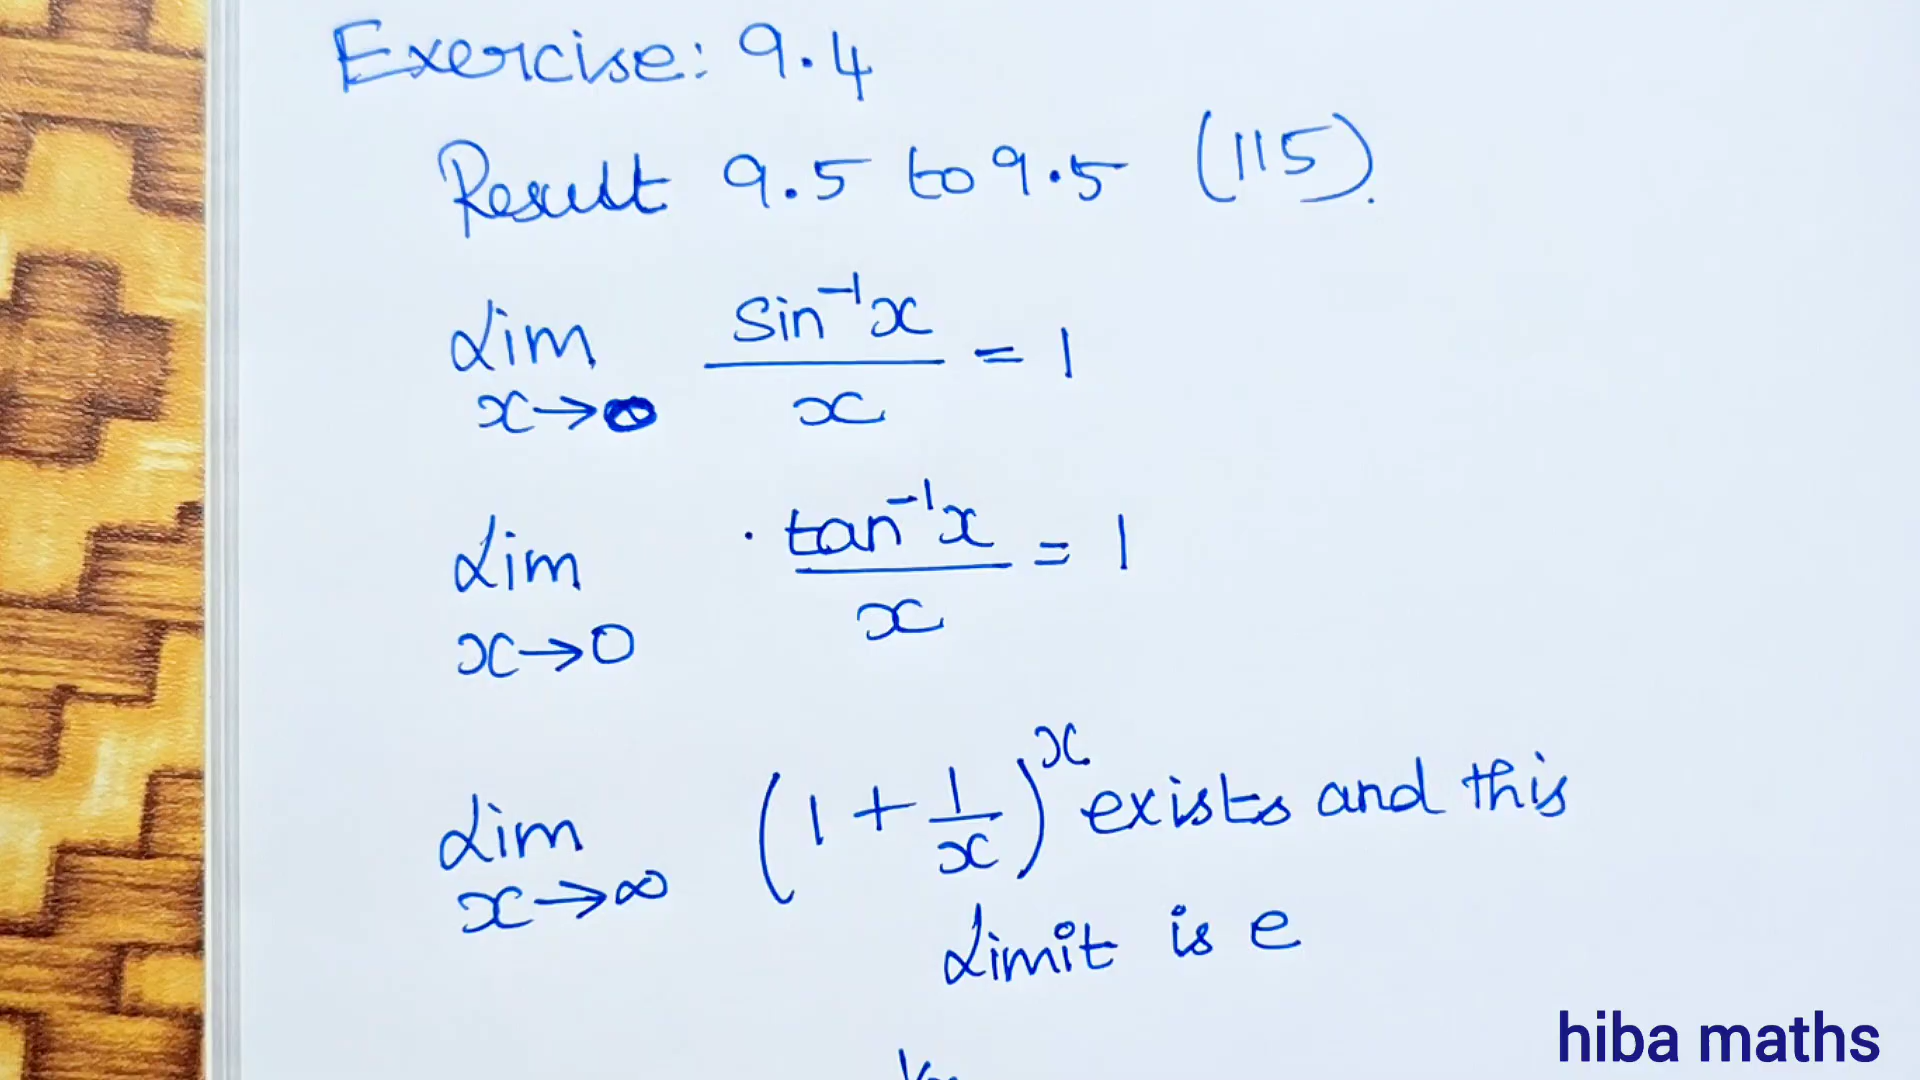 Exercise: 9.4
Result 9.5 to 9.5 (115).
Lim x→∞ sin⁻¹x / x = 1
Lim x→0 tan⁻¹x / x = 1
Lim x→∞ (1 + 1/x)ˣ exists and this
Limit is e
hiba maths